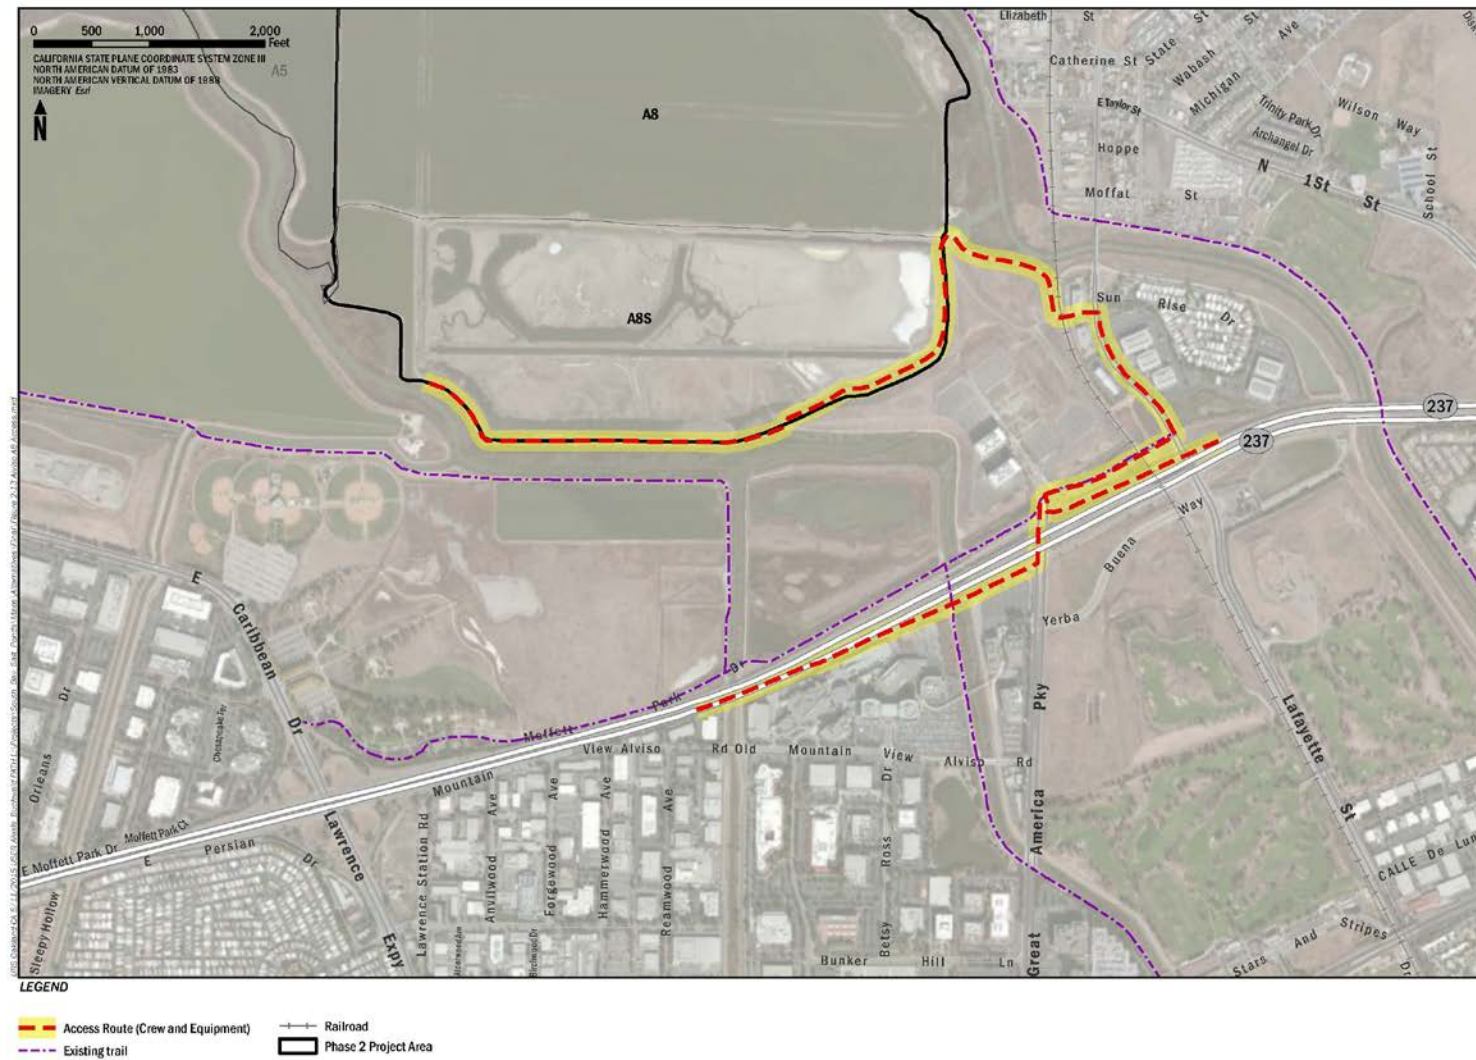 0 500 1,000 2,000
Feet
CALIFORNIA STATE PLANE COORDINATE SYSTEM ZONE III
NORTH AMERICAN DATUM OF 1983
NORTH AMERICAN VERTICAL DATUM OF 1988
IMAGERY Esri
N
A5
A8
A8S
Elizabeth St
Catherine St
State St
Wabash St
Michigan Ave
E Taylor St
Trinity Park Dr
Wilson Way
Archangel Dr
Hoppe
Moffat St
N 1St St
School St
Sun Rise Dr
237
237
Buena Way
Yerba
E Caribbean Dr
Chesapeake Ter
Dr
Orleans
Moffett Park Dr
Mountain View Alviso Rd
Old Mountain View Alviso Rd
Great America Pky
Lafayette St
CALLE De Lun
E Moffett Park Dr
Moffett Park Ct
E Persian Dr
Sleepy Hollow
Lawrence Expy
Lawrence Station Rd
Anvilwood Ave
Forgewood Ave
Hammerwood Ave
Reamwood Ave
Alderwood Ave
Birchwood Dr
Betsy Ross Dr
Bunker Hill Ln
Stars And Stripes Dr
LEGEND
Access Route (Crew and Equipment)
Existing trail
Railroad
Phase 2 Project Area